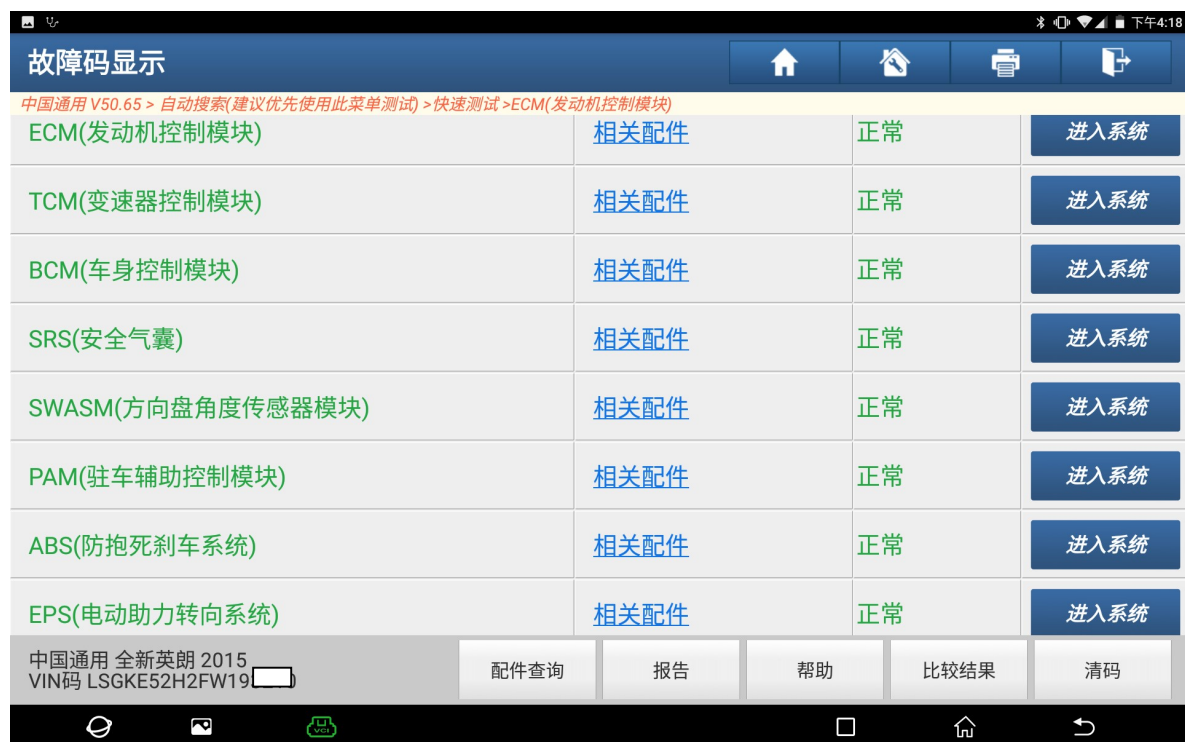 下午4:18
故障码显示
中国通用 V50.65 > 自动搜索(建议优先使用此菜单测试) >快速测试 >ECM(发动机控制模块)
ECM(发动机控制模块) 相关配件 正常 进入系统
TCM(变速器控制模块) 相关配件 正常 进入系统
BCM(车身控制模块) 相关配件 正常 进入系统
SRS(安全气囊) 相关配件 正常 进入系统
SWASM(方向盘角度传感器模块) 相关配件 正常 进入系统
PAM(驻车辅助控制模块) 相关配件 正常 进入系统
ABS(防抱死刹车系统) 相关配件 正常 进入系统
EPS(电动助力转向系统) 相关配件 正常 进入系统
中国通用 全新英朗 2015
VIN码 LSGKE52H2FW19
配件查询 报告 帮助 比较结果 清码
VCI